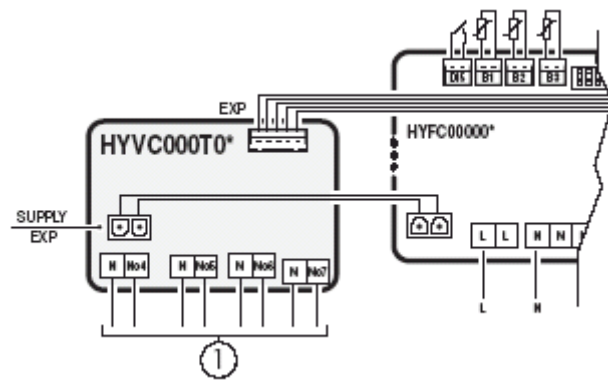 DI5 B1 B2 B3
EXP
HYVC000T0*
HYFC00000*
SUPPLY
EXP
L L N N
N No4 N No5 N No6 N No7
L N
1